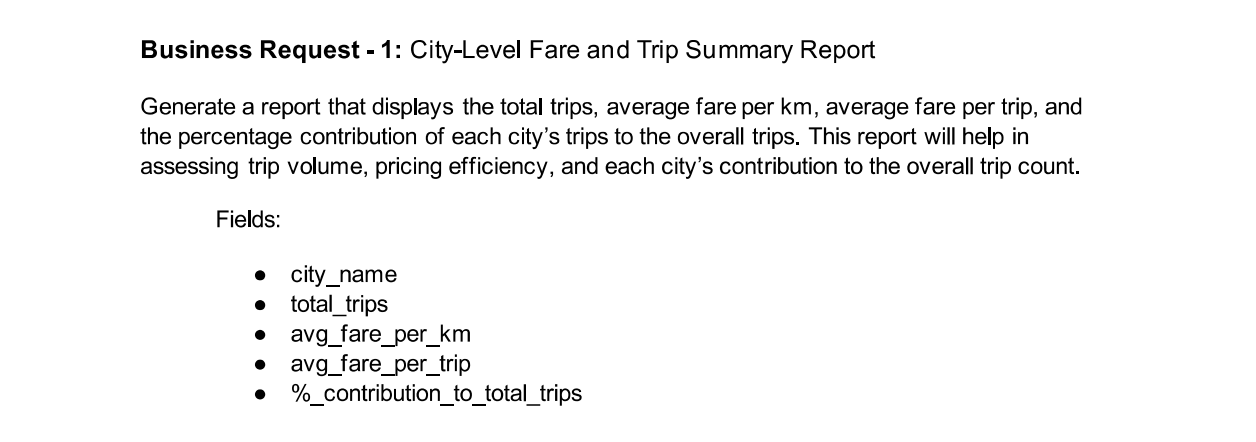 Business Request - 1: City-Level Fare and Trip Summary Report
Generate a report that displays the total trips, average fare per km, average fare per trip, and
the percentage contribution of each city’s trips to the overall trips. This report will help in
assessing trip volume, pricing efficiency, and each city’s contribution to the overall trip count.
Fields:
● city_name
● total_trips
● avg_fare_per_km
● avg_fare_per_trip
● %_contribution_to_total_trips